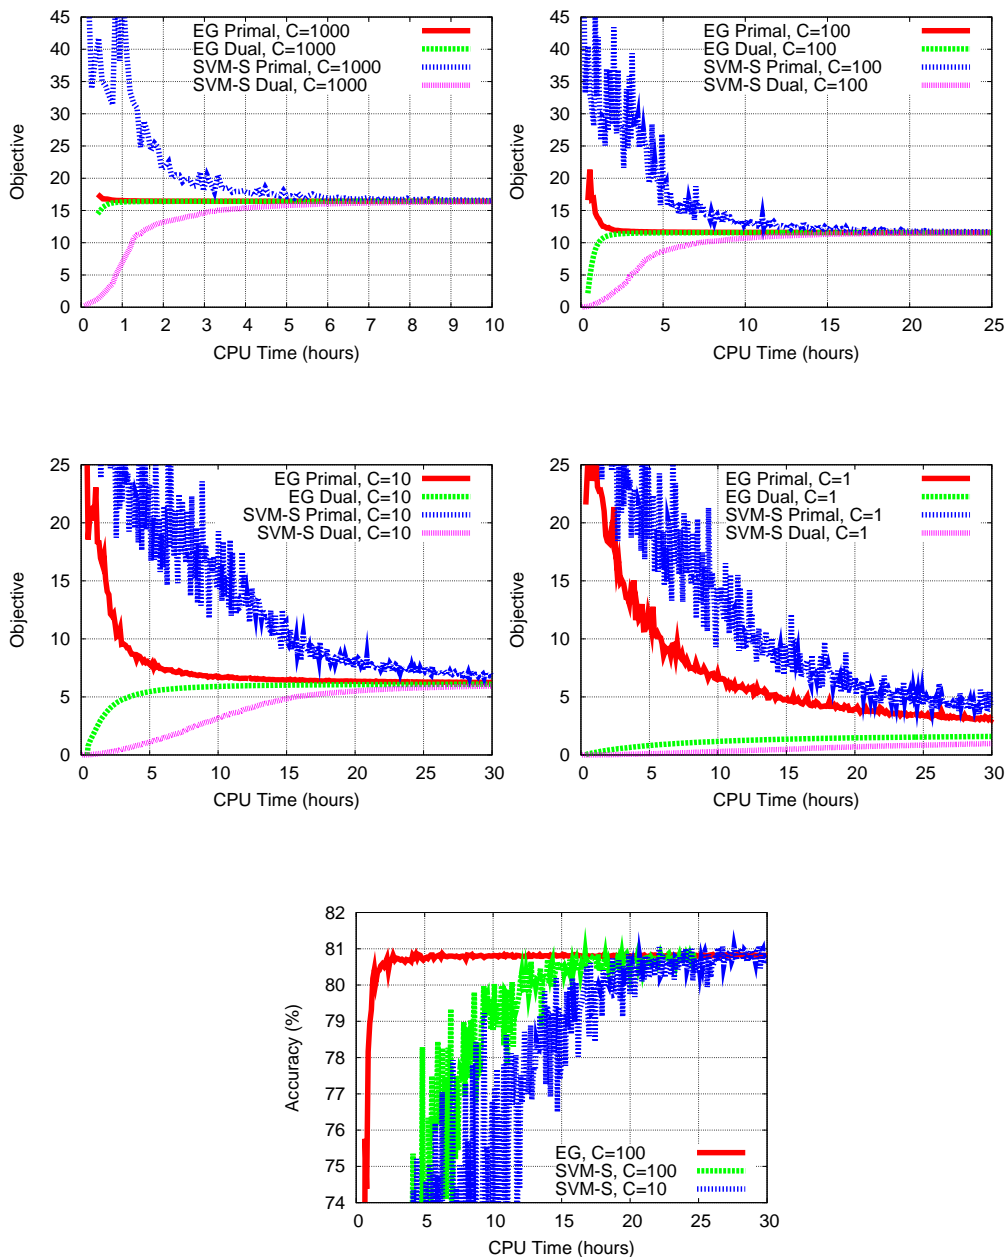 45
40
35
30
25
20
15
10
5
0
Objective
EG Primal, C=1000
EG Dual, C=1000
SVM-S Primal, C=1000
SVM-S Dual, C=1000
0 1 2 3 4 5 6 7 8 9 10
CPU Time (hours)
45
40
35
30
25
20
15
10
5
0
Objective
EG Primal, C=100
EG Dual, C=100
SVM-S Primal, C=100
SVM-S Dual, C=100
0 5 10 15 20 25
CPU Time (hours)
25
20
15
10
5
0
Objective
EG Primal, C=10
EG Dual, C=10
SVM-S Primal, C=10
SVM-S Dual, C=10
0 5 10 15 20 25 30
CPU Time (hours)
25
20
15
10
5
0
Objective
EG Primal, C=1
EG Dual, C=1
SVM-S Primal, C=1
SVM-S Dual, C=1
0 5 10 15 20 25 30
CPU Time (hours)
82
81
80
79
78
77
76
75
74
Accuracy (%)
EG, C=100
SVM-S, C=100
SVM-S, C=10
0 5 10 15 20 25 30
CPU Time (hours)